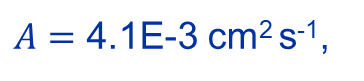 A = 4.1E-3 cm² s⁻¹,